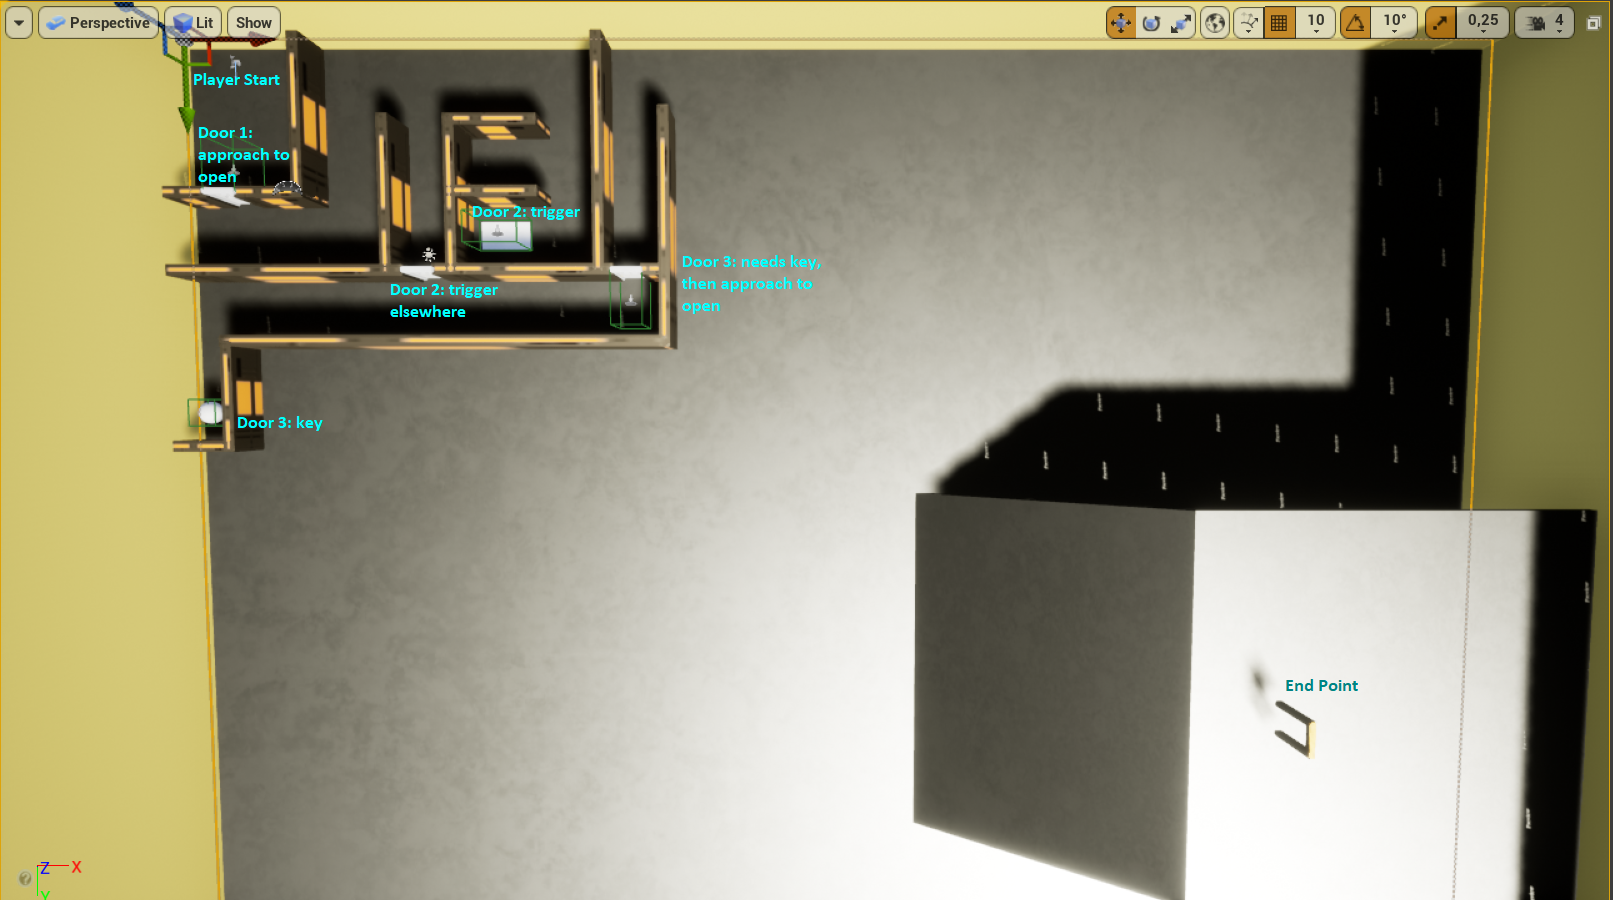 Perspective
Lit
Show
10
10°
0,25
4
Player Start
Door 1:
approach to
open
Door 2: trigger
Door 2: trigger
elsewhere
Door 3: needs key,
then approach to
open
Door 3: key
End Point
Z
X
Y
?